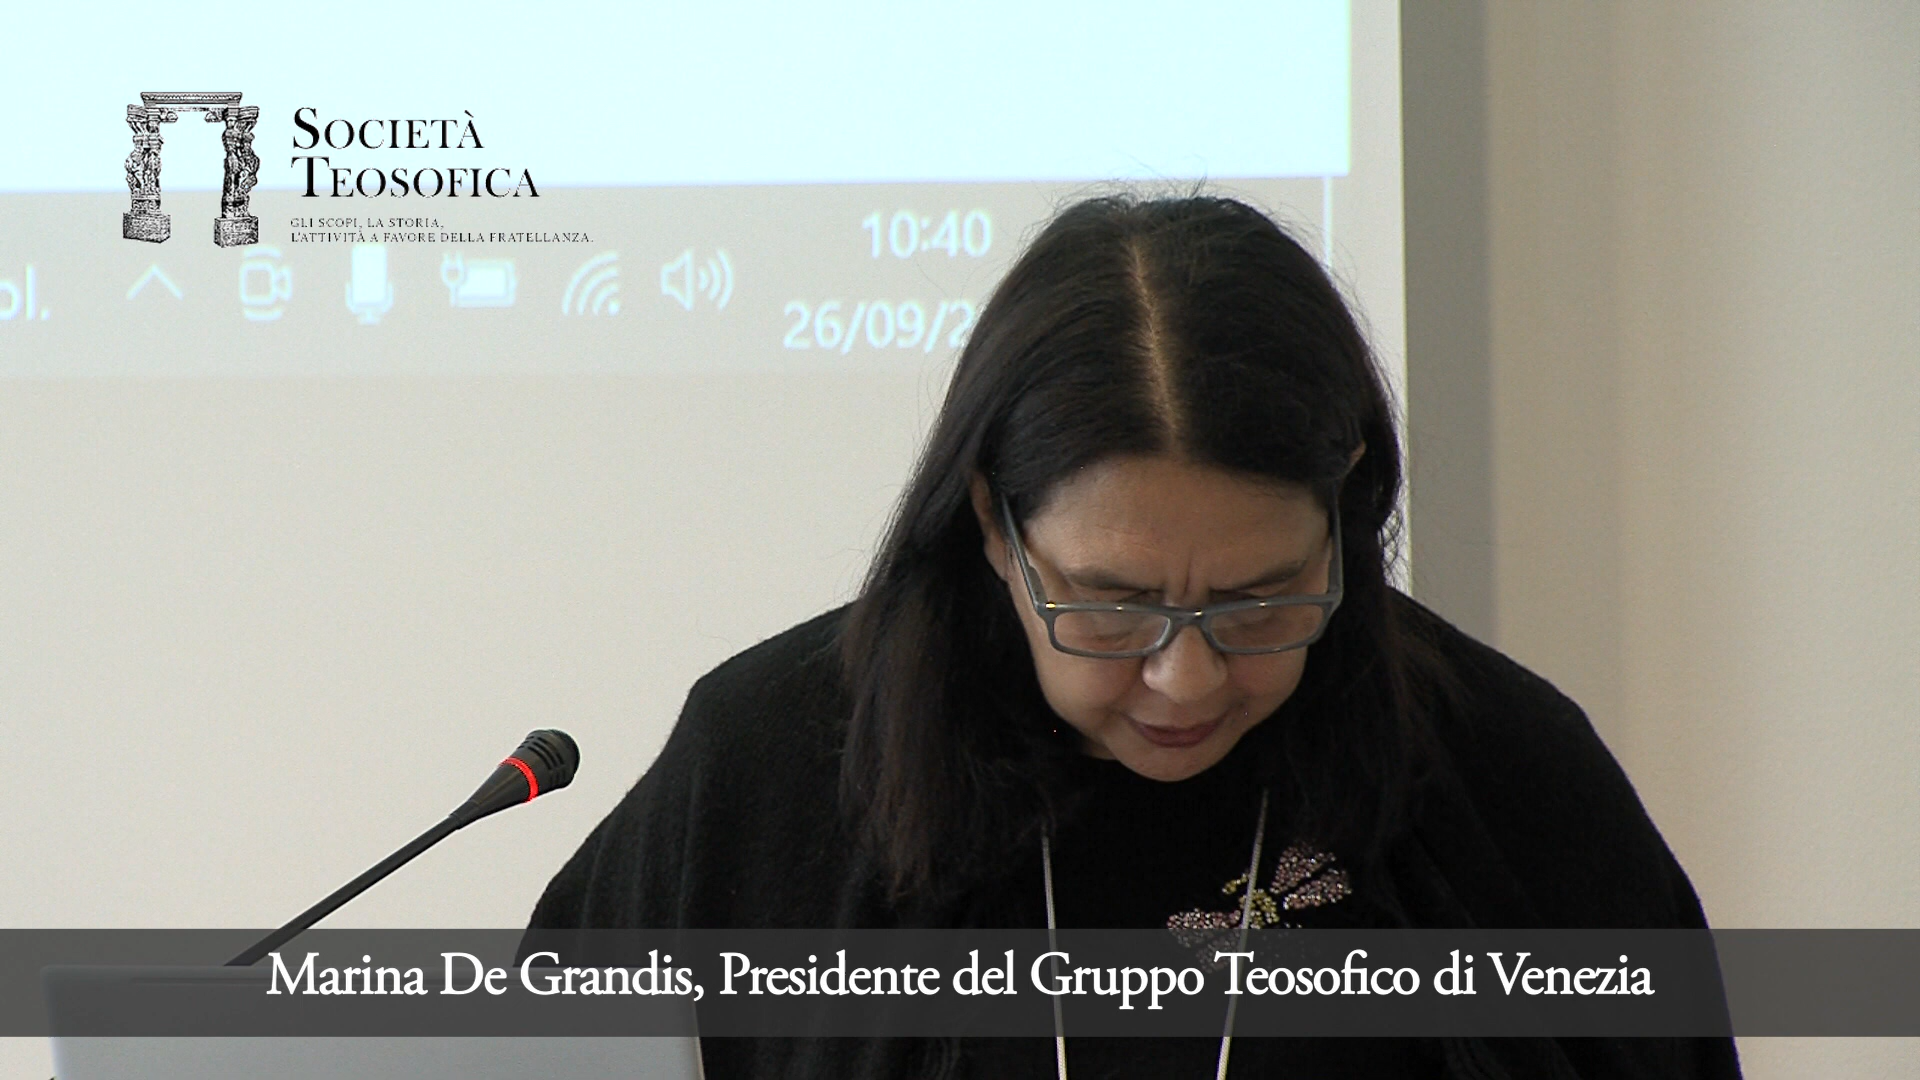 SOCIETÀ
TEOSOFICA
GLI SCOPI, LA STORIA,
L'ATTIVITÀ A FAVORE DELLA FRATELLANZA.
ol.
10:40
26/09/2
Marina De Grandis, Presidente del Gruppo Teosofico di Venezia